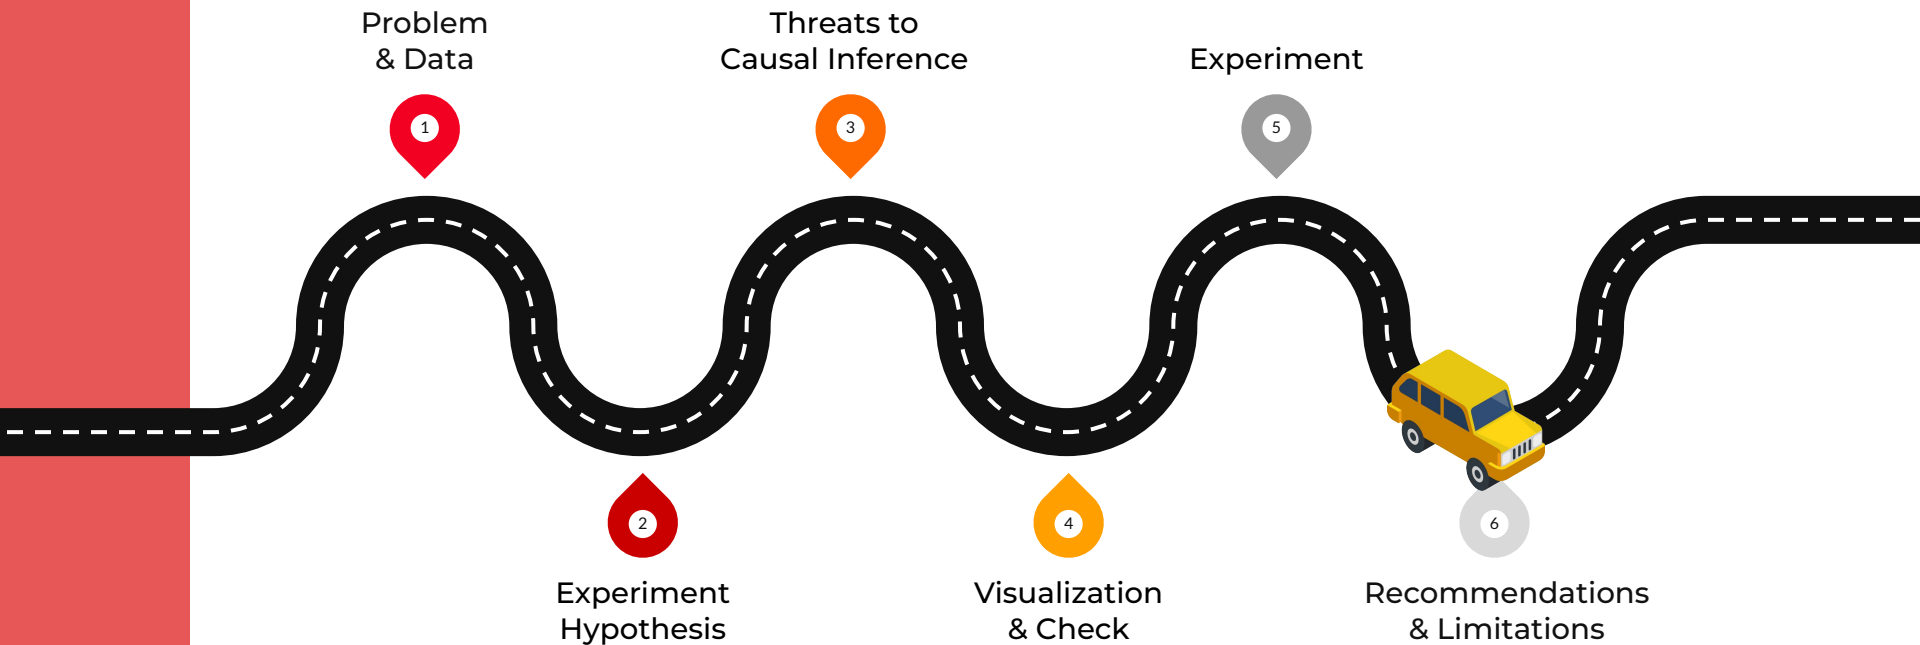 Problem
& Data
1
Experiment
Hypothesis
2
Threats to
Causal Inference
3
Visualization
& Check
4
Experiment
5
Recommendations
& Limitations
6